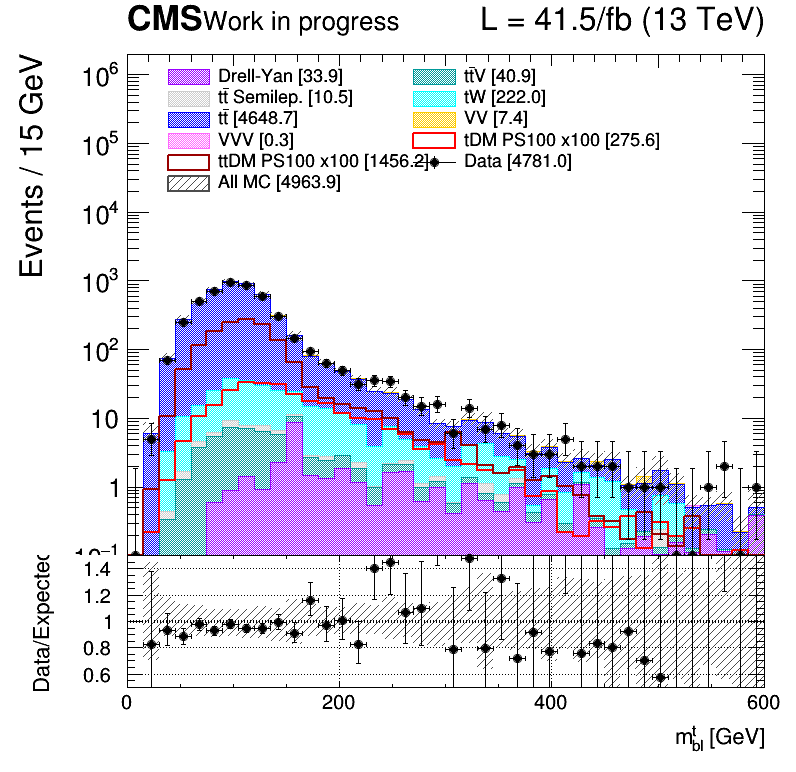 CMS Work in progress L = 41.5/fb (13 TeV)
Events / 15 GeV
10⁶
10⁵
10⁴
10³
10²
10
1
10⁻¹
Drell-Yan [33.9]
tt̄V [40.9]
tt̄ Semilep. [10.5]
tW [222.0]
tt̄ [4648.7]
VV [7.4]
VVV [0.3]
tDM PS100 x100 [275.6]
ttDM PS100 x100 [1456.2]
Data [4781.0]
All MC [4963.9]
Data/Expected
1.4
1.2
1
0.8
0.6
0 200 400 600
m^t_bl [GeV]